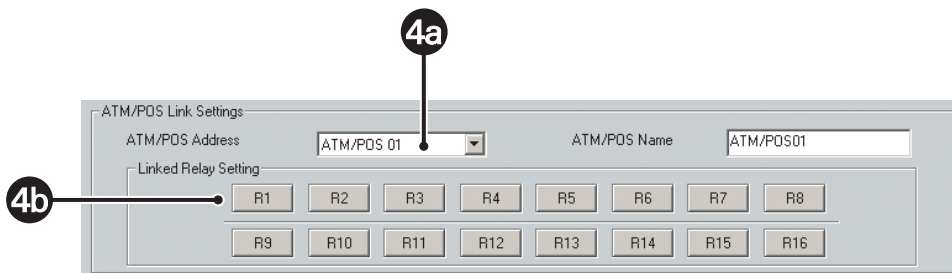 4a
ATM/POS Link Settings
ATM/POS Address ATM/POS 01 ATM/POS Name ATM/POS01
Linked Relay Setting
4b R1 R2 R3 R4 R5 R6 R7 R8
R9 R10 R11 R12 R13 R14 R15 R16